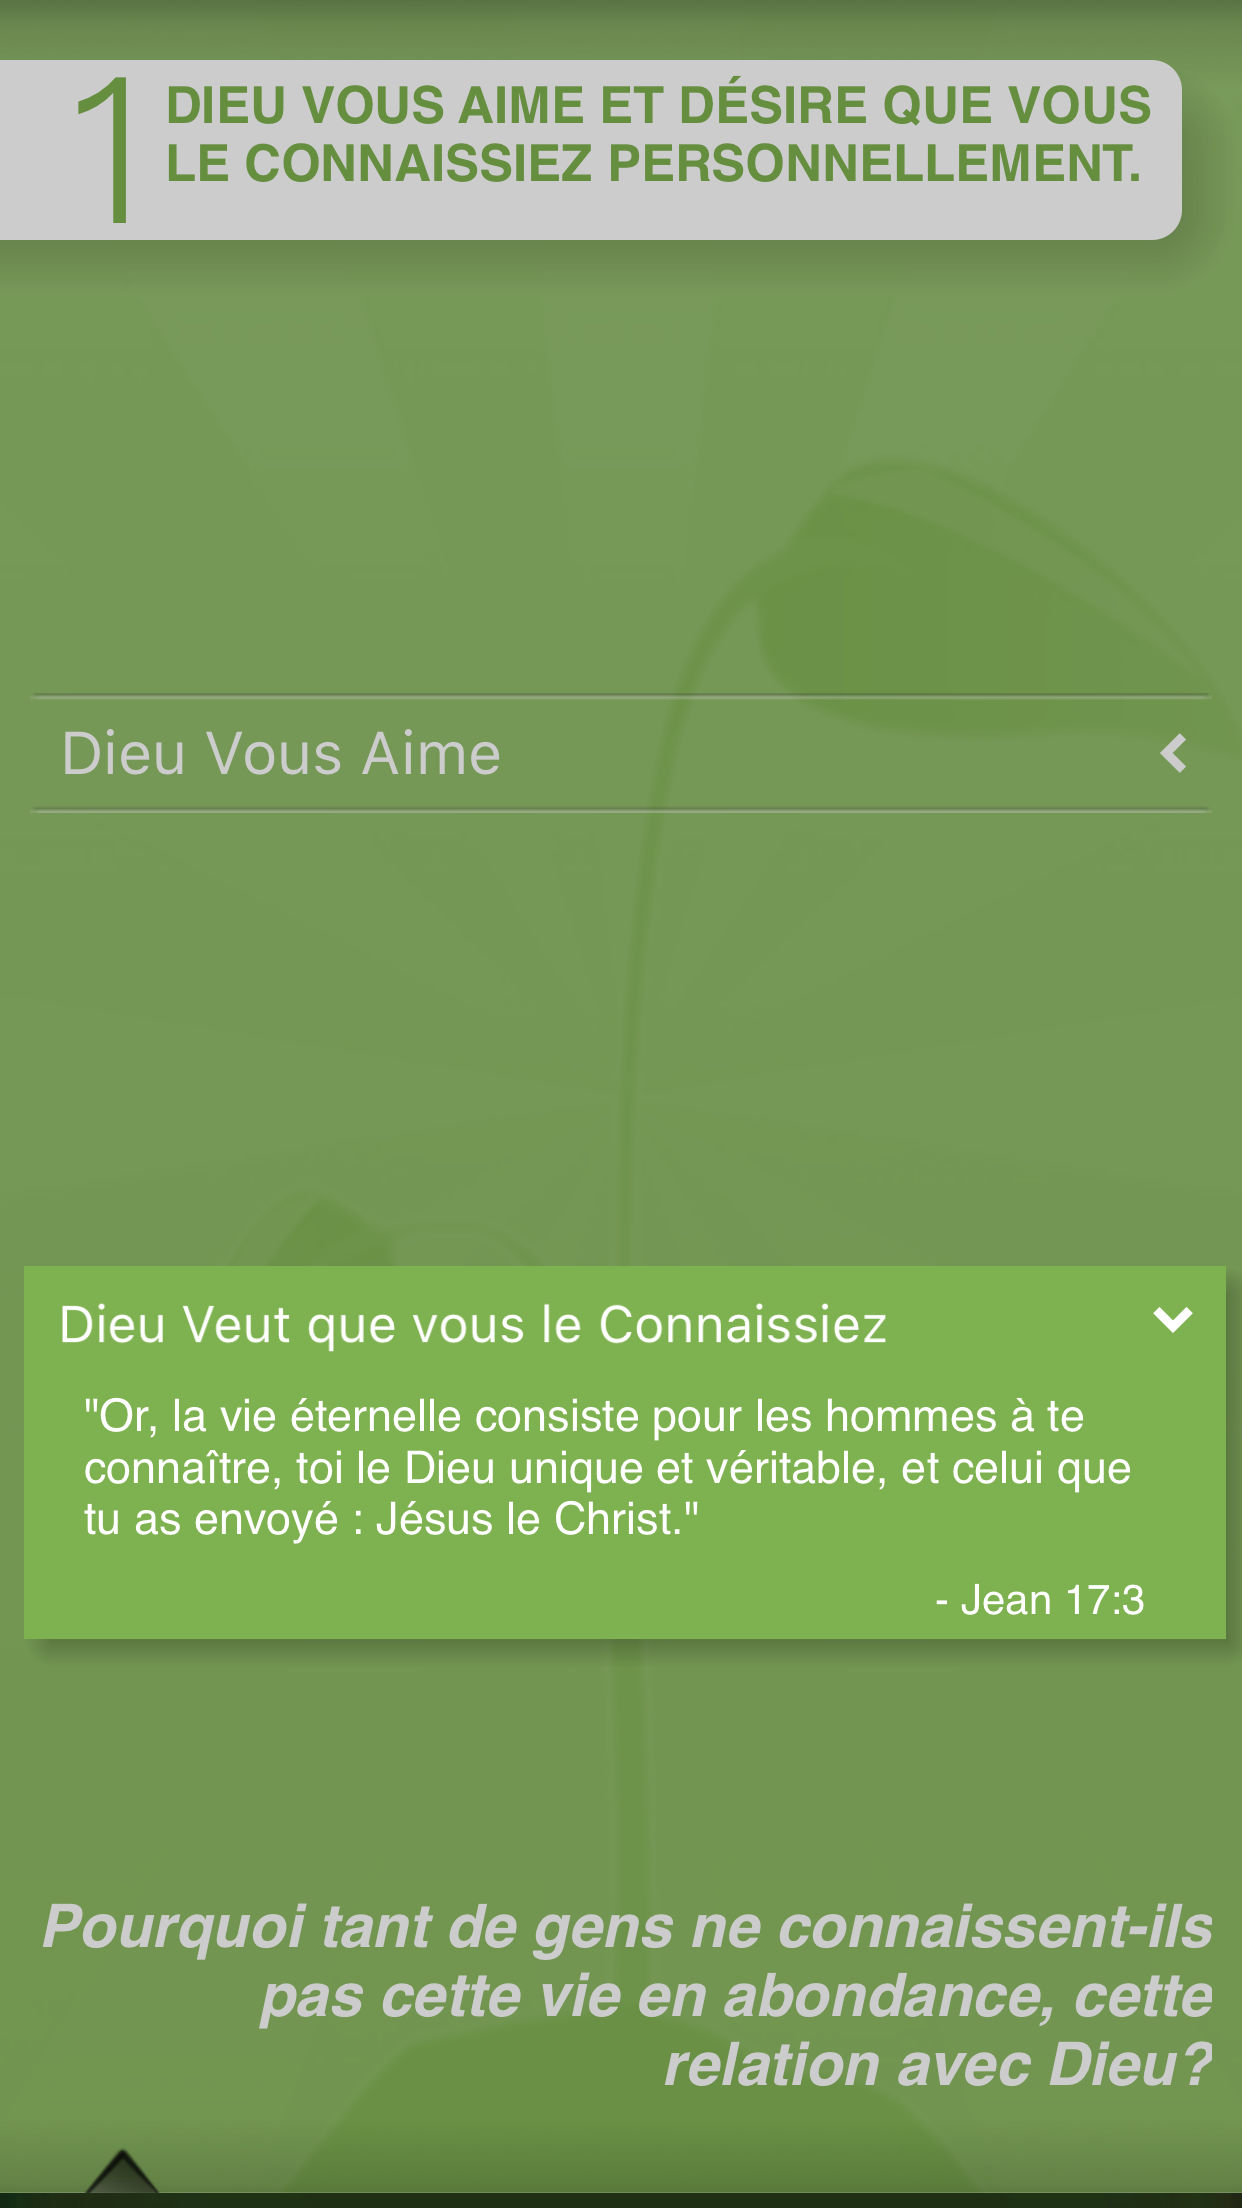 1
DIEU VOUS AIME ET DÉSIRE QUE VOUS
LE CONNAISSIEZ PERSONNELLEMENT.
Dieu Vous Aime
Dieu Veut que vous le Connaissiez
"Or, la vie éternelle consiste pour les hommes à te
connaître, toi le Dieu unique et véritable, et celui que
tu as envoyé : Jésus le Christ."
- Jean 17:3
Pourquoi tant de gens ne connaissent-ils
pas cette vie en abondance, cette
relation avec Dieu?